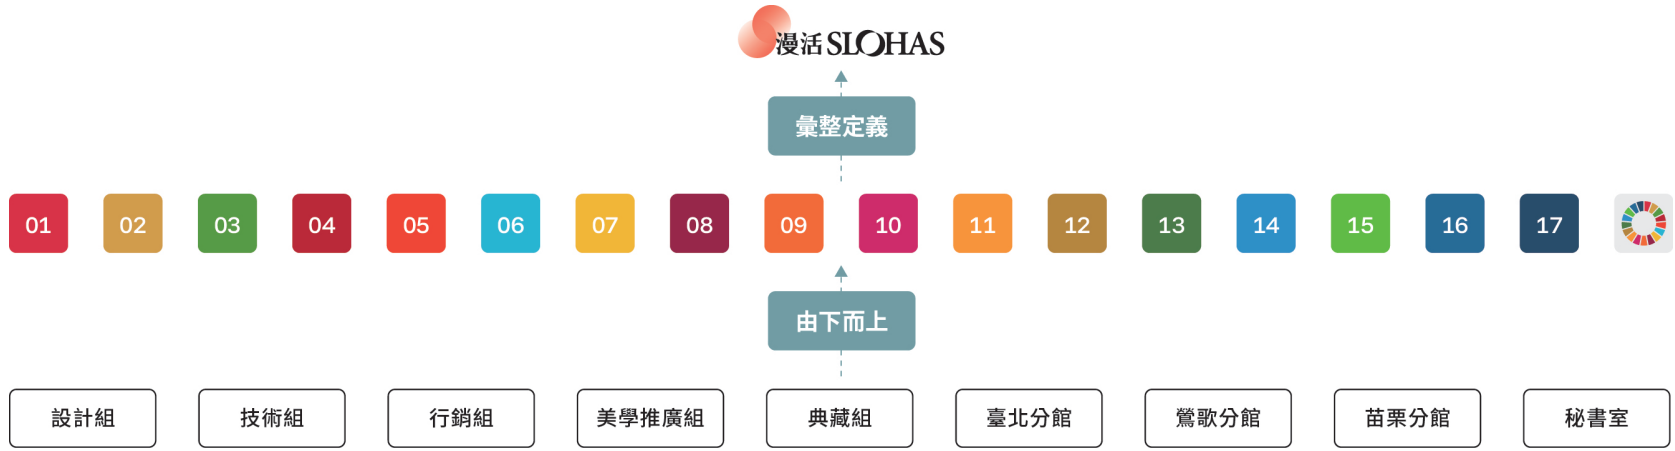 漫活 SLOHAS
彙整定義
01 02 03 04 05 06 07 08 09 10 11 12 13 14 15 16 17
由下而上
設計組 技術組 行銷組 美學推廣組 典藏組 臺北分館 鶯歌分館 苗栗分館 秘書室